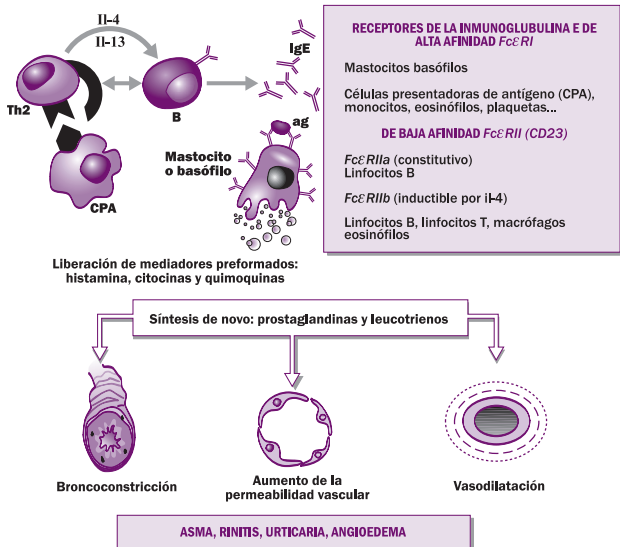 Il-4
Il-13
Th2
B
IgE
ag
CPA
Mastocito
o basófilo
Liberación de mediadores preformados:
histamina, citocinas y quimoquinas
RECEPTORES DE LA INMUNOGLUBULINA E DE
ALTA AFINIDAD FcεRI
Mastocitos basófilos
Células presentadoras de antígeno (CPA),
monocitos, eosinófilos, plaquetas...
DE BAJA AFINIDAD FcεRII (CD23)
FcεRIIa (constitutivo)
Linfocitos B
FcεRIIb (inducible por il-4)
Linfocitos B, linfocitos T, macrófagos
eosinófilos
Síntesis de novo: prostaglandinas y leucotrienos
Broncoconstricción
Aumento de la
permeabilidad vascular
Vasodilatación
ASMA, RINITIS, URTICARIA, ANGIOEDEMA